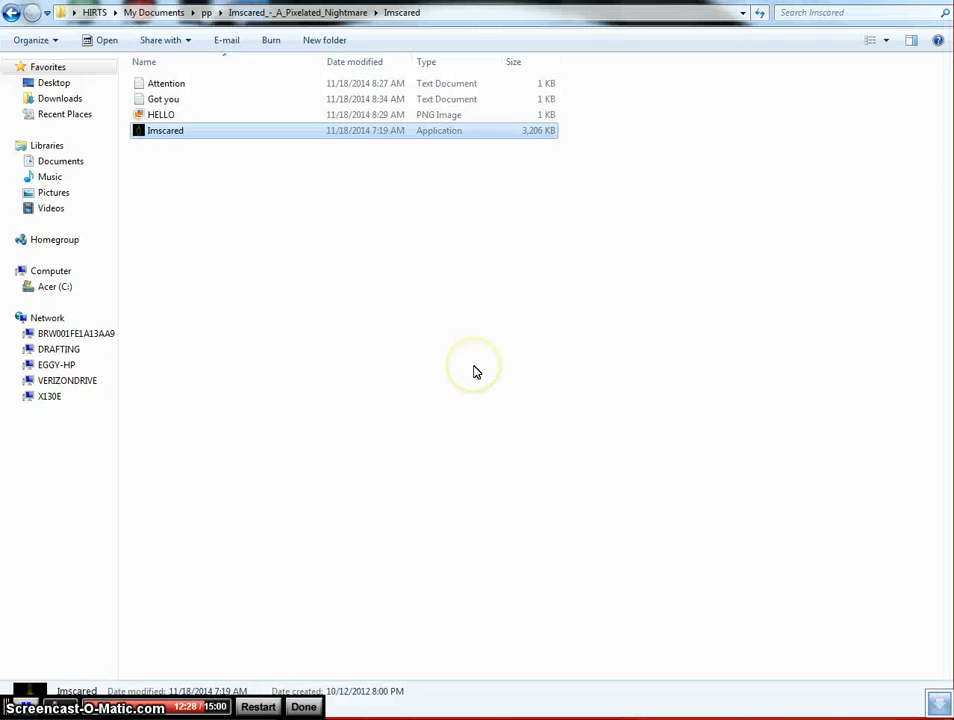 HIRTS My Documents pp Imscared_-_A_Pixelated_Nightmare Imscared Search Imscared
Organize Open Share with E-mail Burn New folder
Name Date modified Type Size
Attention 11/18/2014 8:27 AM Text Document 1 KB
Got you 11/18/2014 8:34 AM Text Document 1 KB
HELLO 11/18/2014 8:29 AM PNG Image 1 KB
Imscared 11/18/2014 7:19 AM Application 3,206 KB
Favorites
Desktop
Downloads
Recent Places
Libraries
Documents
Music
Pictures
Videos
Homegroup
Computer
Acer (C:)
Network
BRW001FE1A13AA9
DRAFTING
EGGY-HP
VERIZONDRIVE
X130E
Imscared Date modified: 11/18/2014 7:19 AM Date created: 10/12/2012 8:00 PM
Screencast-O-Matic.com 12:28 / 15:00 Restart Done